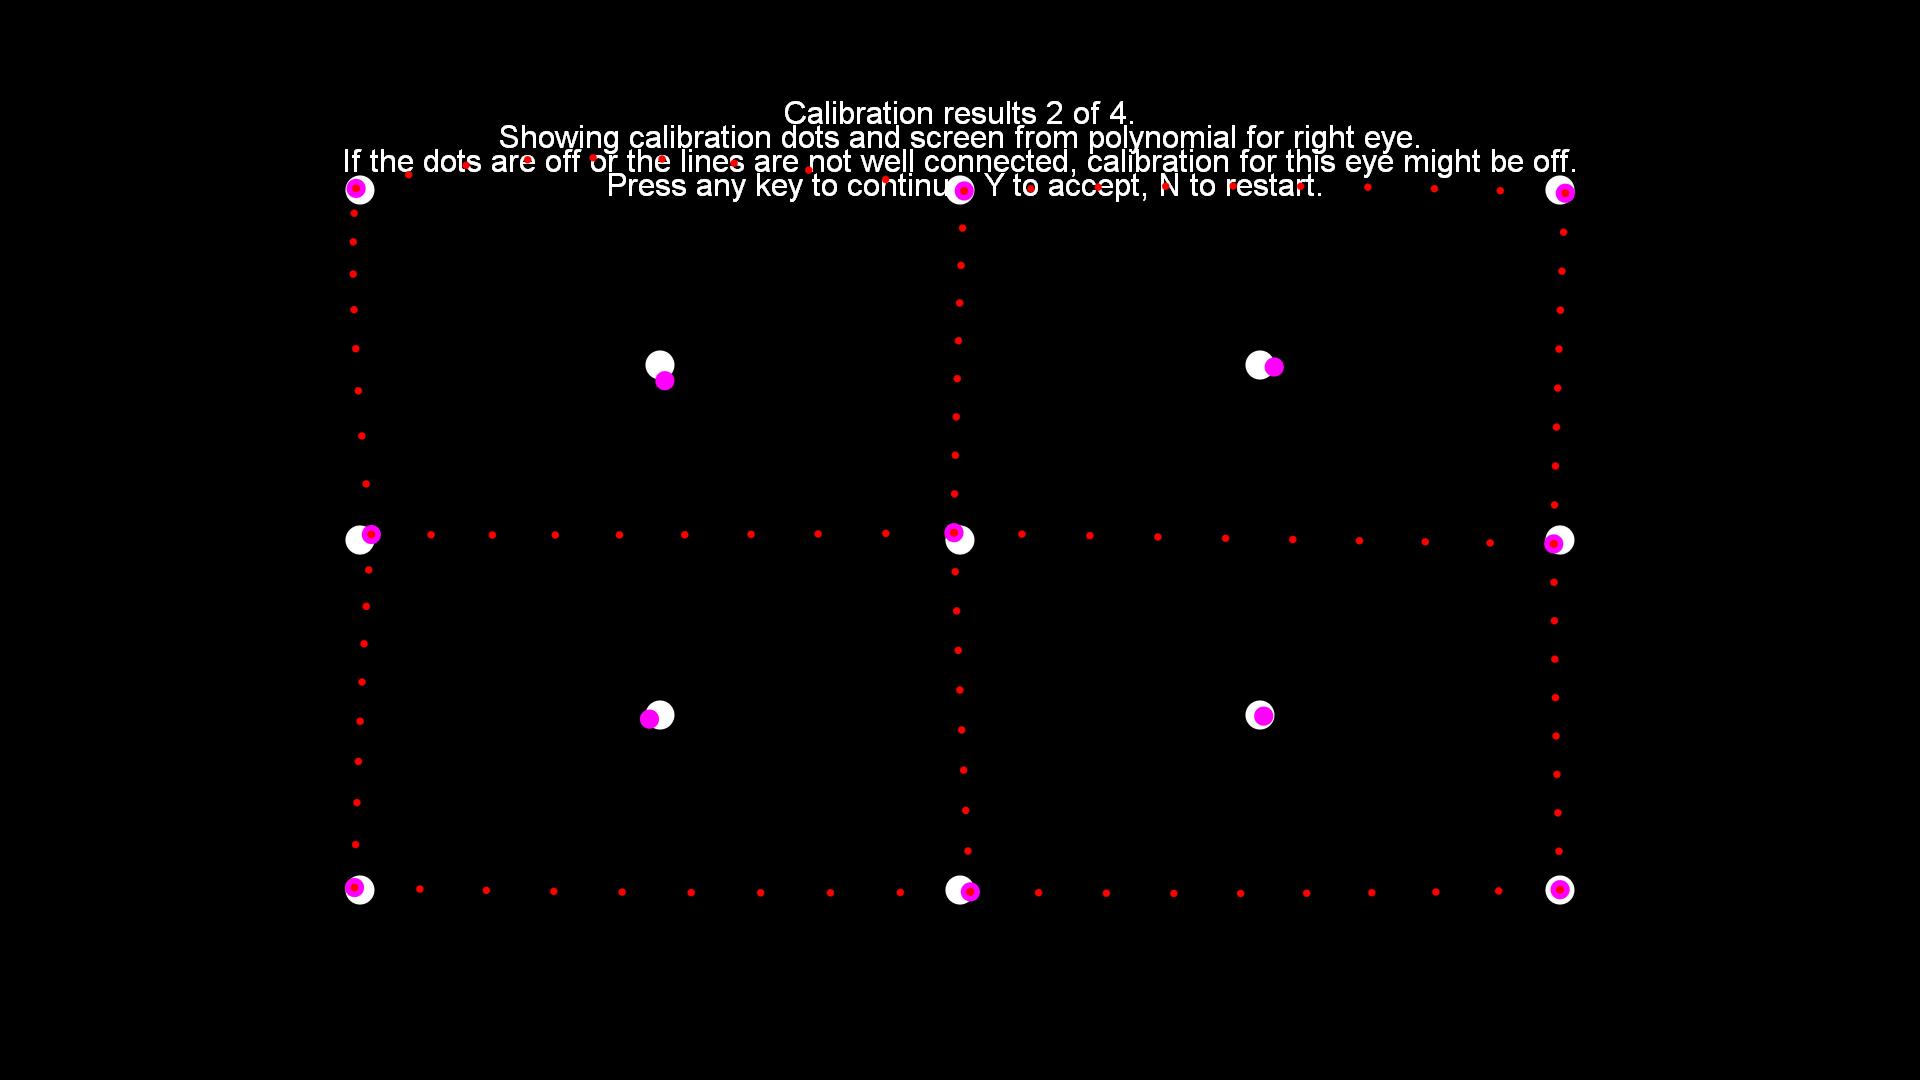 Calibration results 2 of 4.
Showing calibration dots and screen from polynomial for right eye.
If the dots are off or the lines are not well connected, calibration for this eye might be off.
Press any key to continue, Y to accept, N to restart.